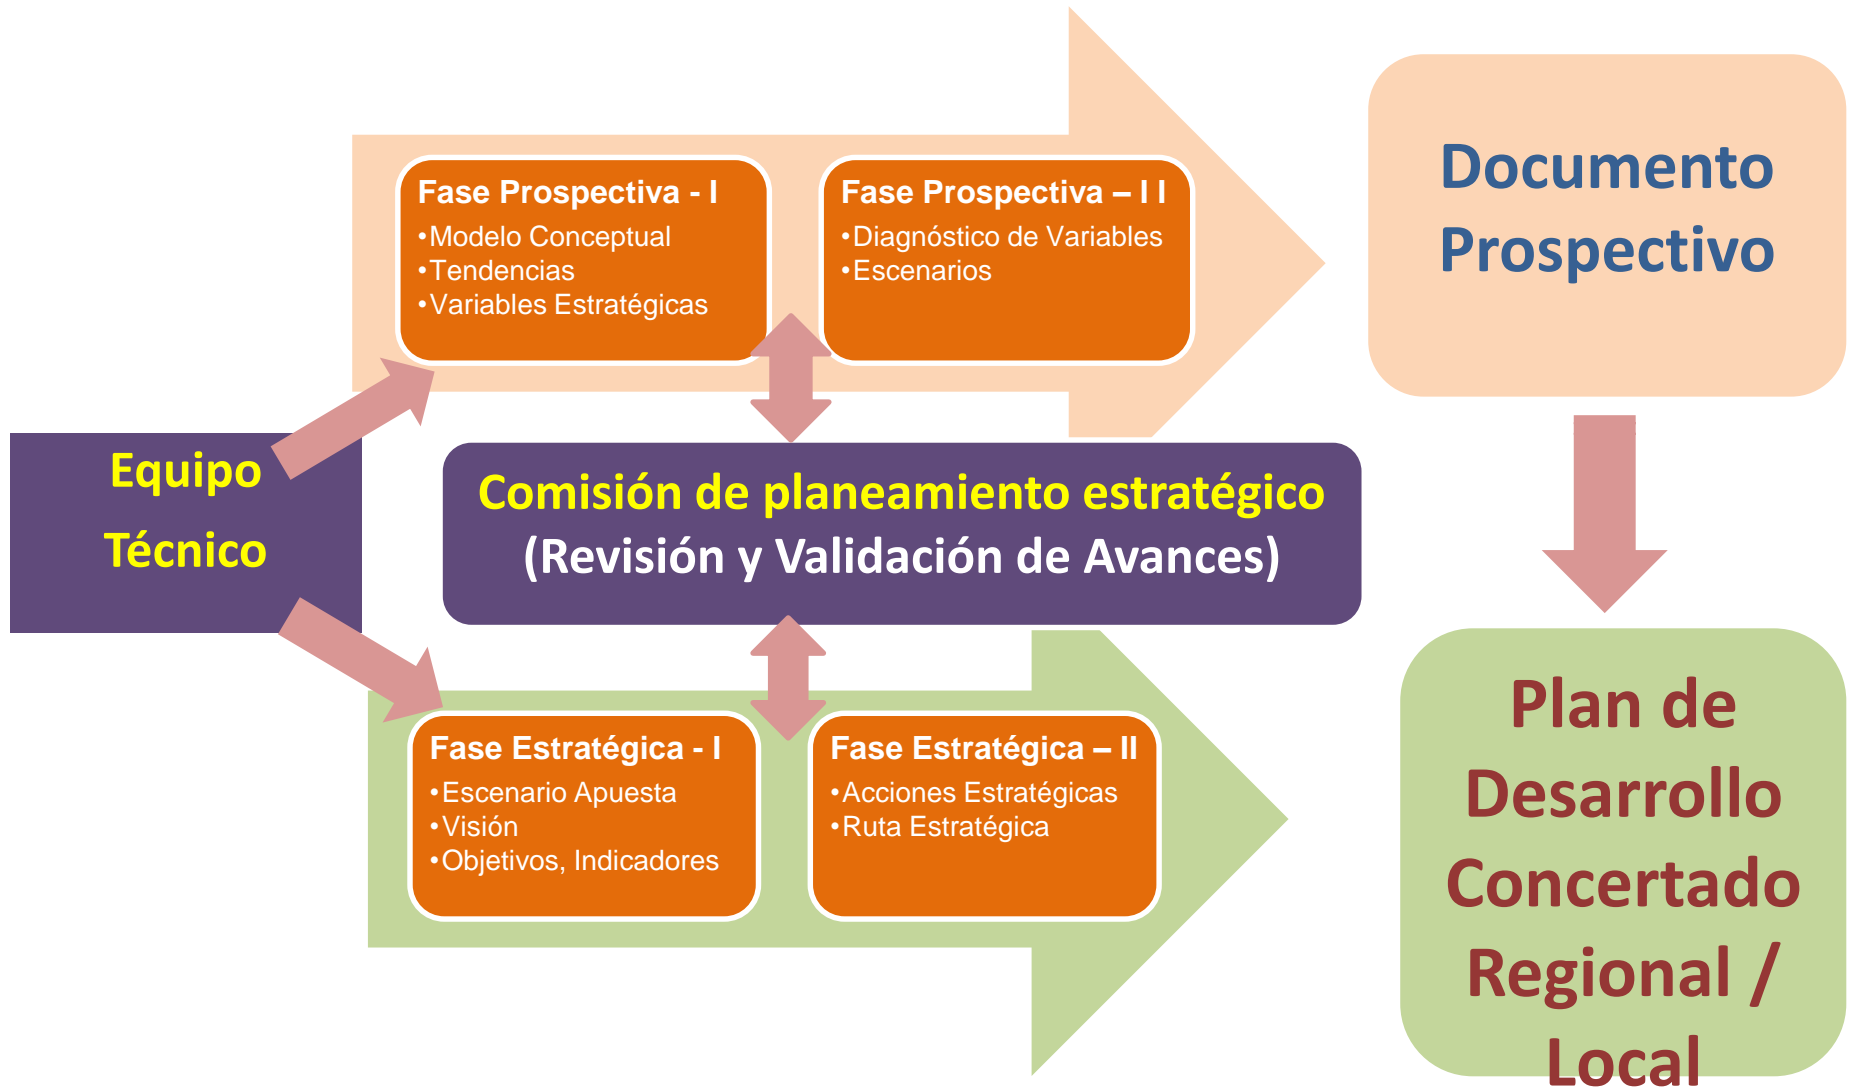 Fase Prospectiva - I
•Modelo Conceptual
•Tendencias
•Variables Estratégicas
Fase Prospectiva – I I
•Diagnóstico de Variables
•Escenarios
Documento
Prospectivo
Equipo
Técnico
Comisión de planeamiento estratégico
(Revisión y Validación de Avances)
Fase Estratégica - I
•Escenario Apuesta
•Visión
•Objetivos, Indicadores
Fase Estratégica – II
•Acciones Estratégicas
•Ruta Estratégica
Plan de
Desarrollo
Concertado
Regional /
Local